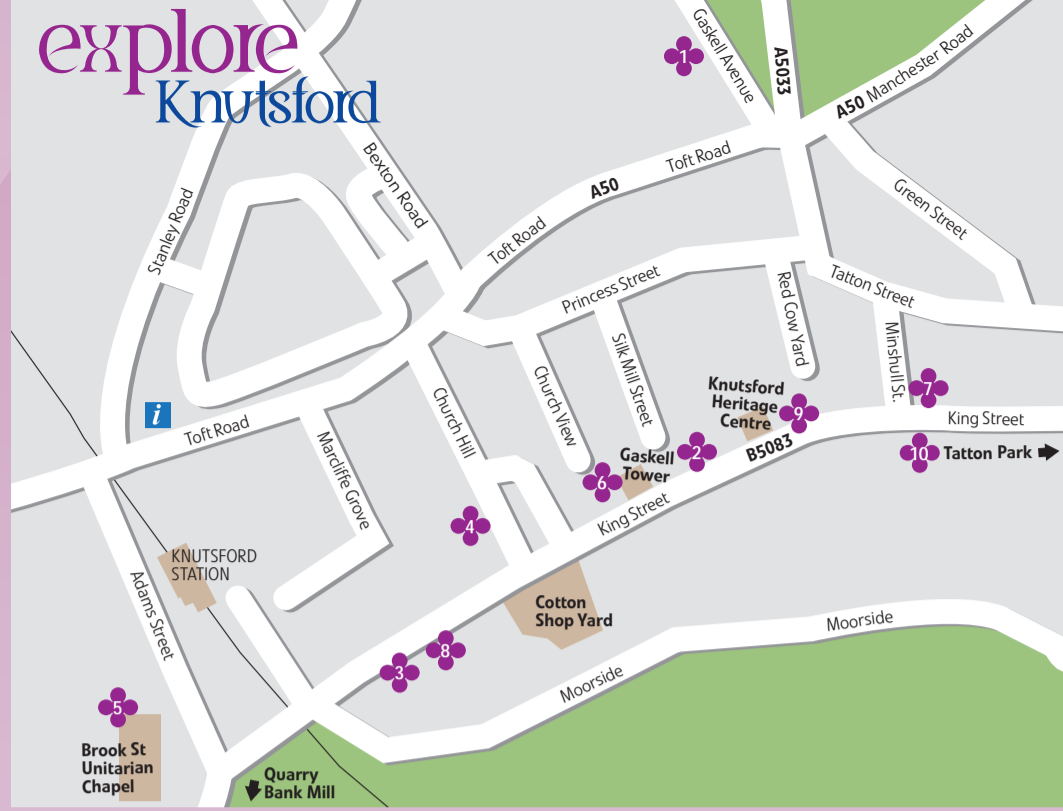 explore
Knutsford
1
Gaskell Avenue
A5033
A50 Manchester Road
Bexton Road
Toft Road
A50
Toft Road
Green Street
Stanley Road
Princess Street
Tatton Street
Red Cow Yard
Minshull St.
Silk Mill Street
Church View
Church Hill
Knutsford
Heritage
Centre
9
7
King Street
i
Toft Road
Marcliffe Grove
Gaskell
Tower
2
B5083
10
Tatton Park
6
King Street
4
KNUTSFORD
STATION
Adams Street
Cotton
Shop Yard
Moorside
8
3
Moorside
5
Brook St
Unitarian
Chapel
Quarry
Bank Mill